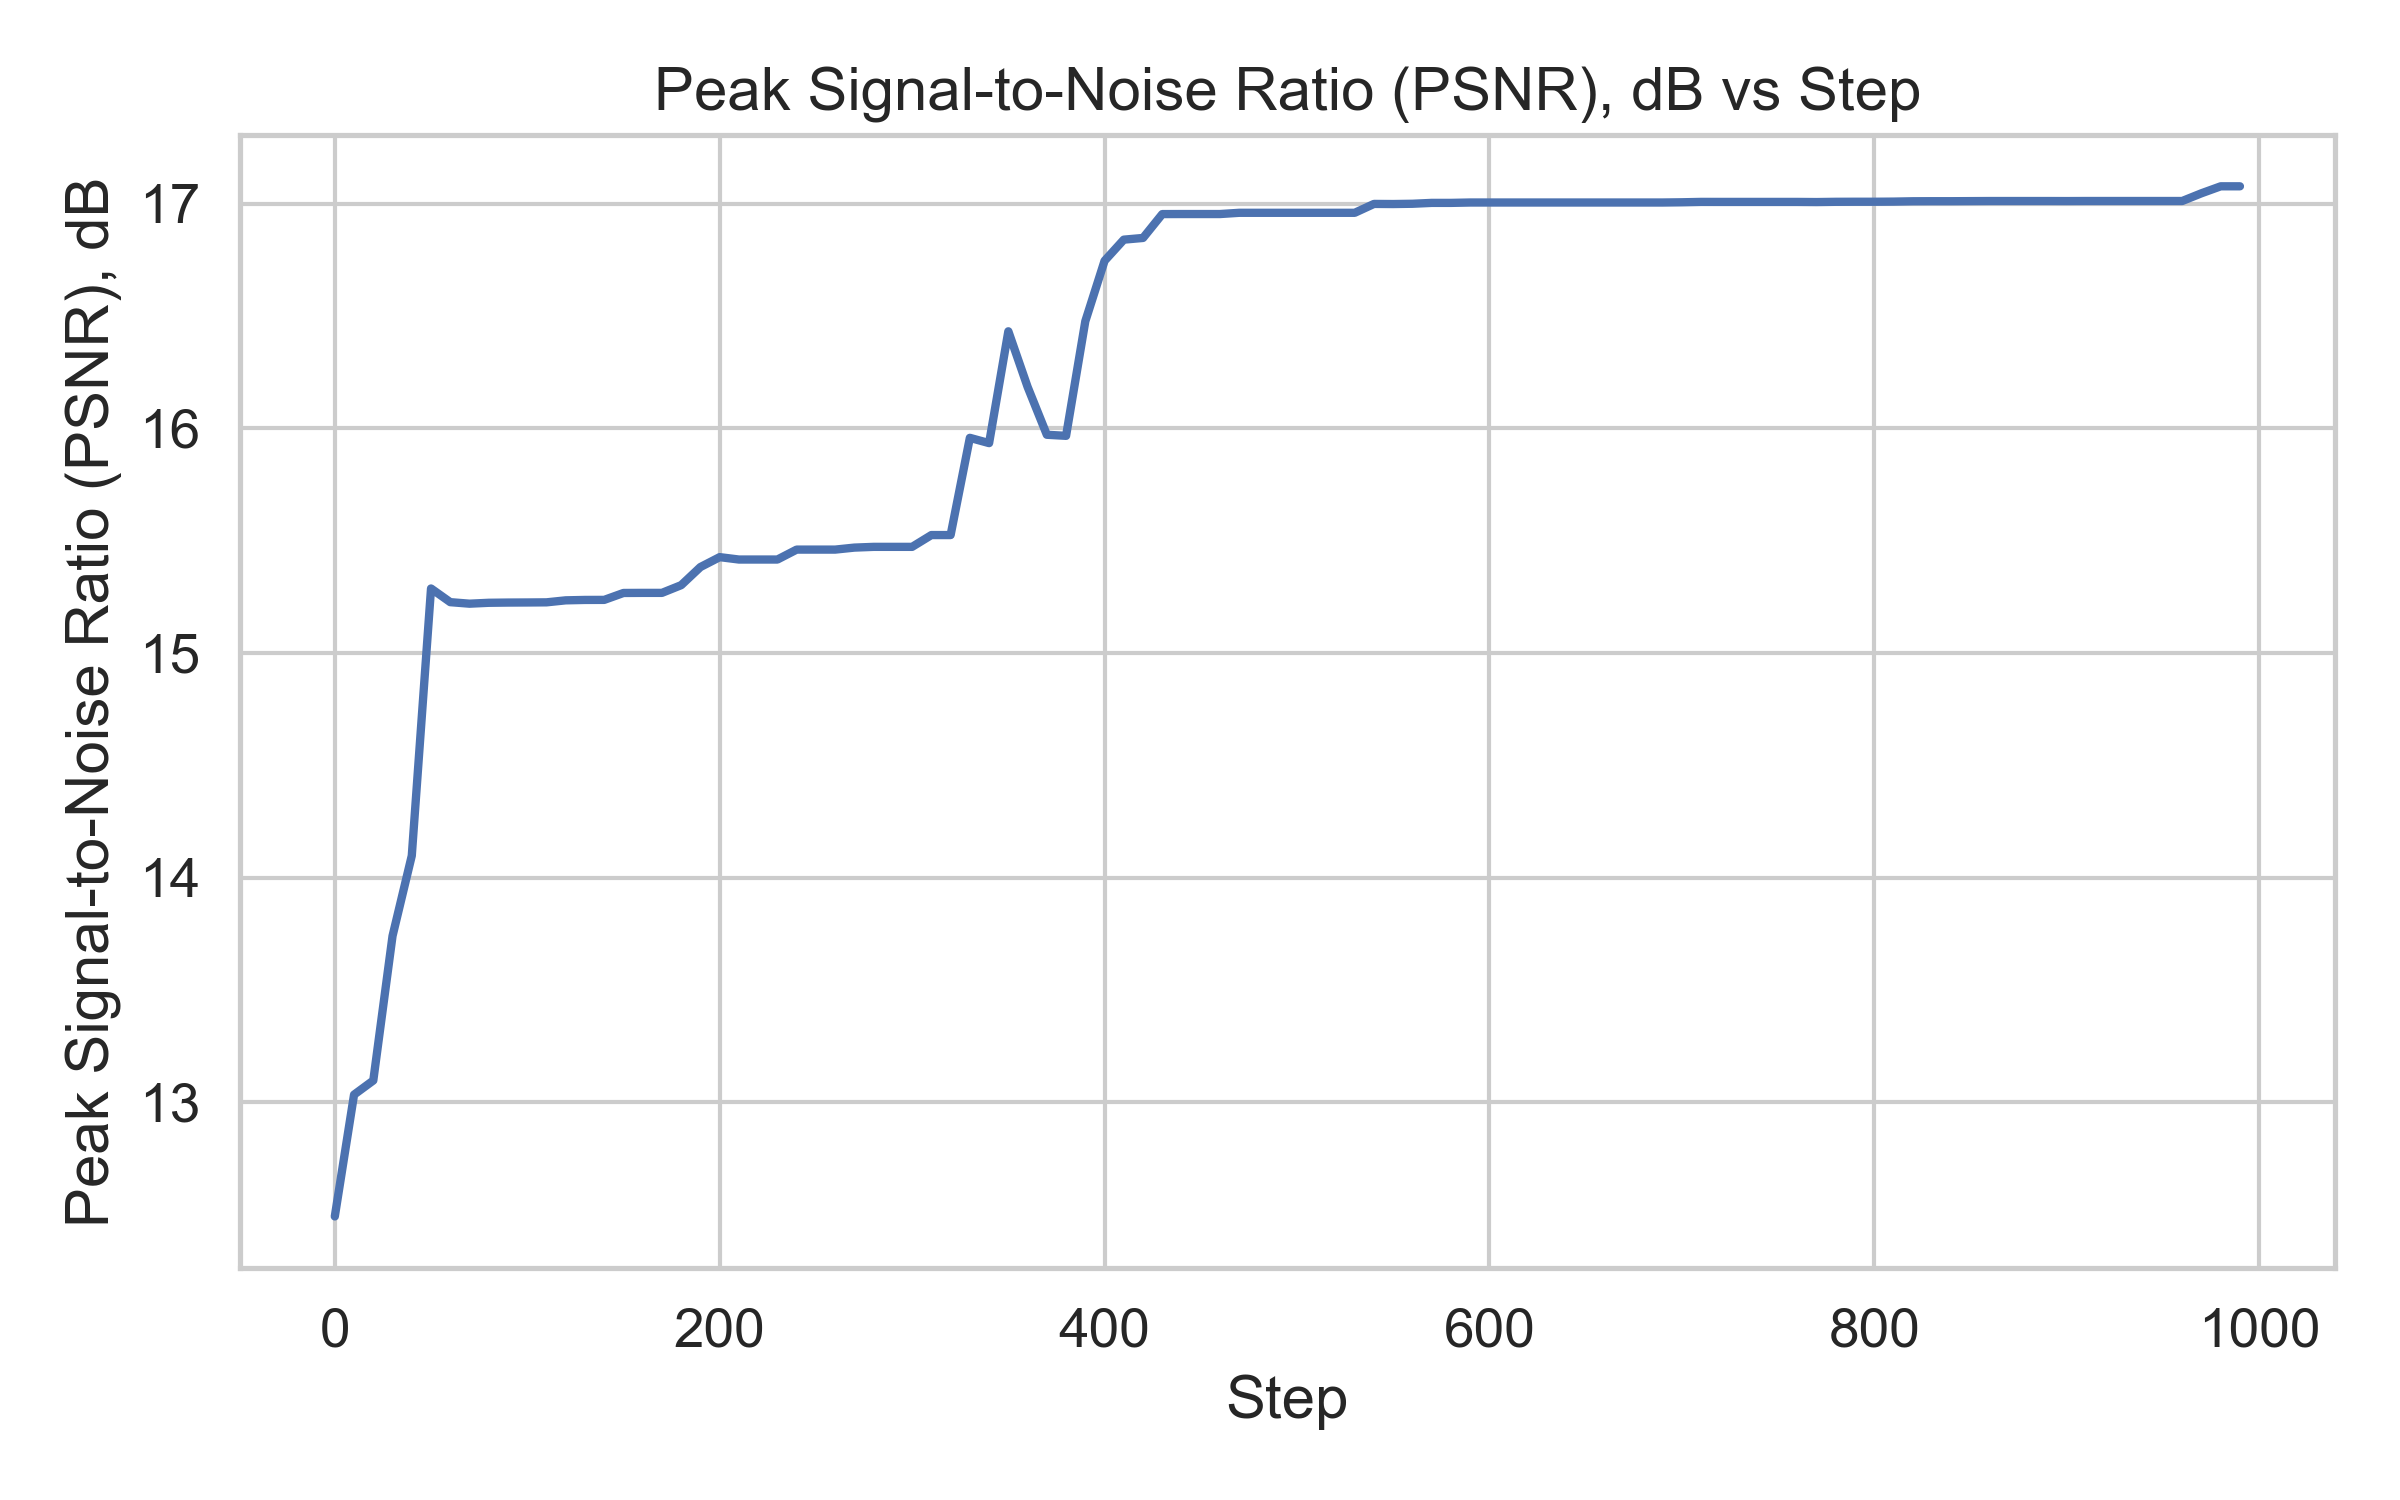 Peak Signal-to-Noise Ratio (PSNR), dB vs Step
Peak Signal-to-Noise Ratio (PSNR), dB
17
16
15
14
13
0 200 400 600 800 1000
Step